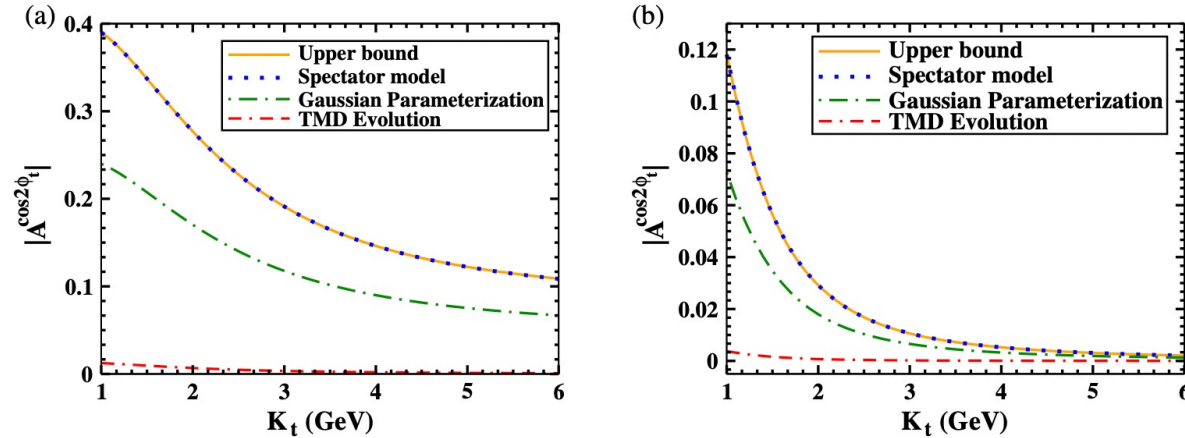 (a)
|A^cos2ϕ_t|
0.4
0.3
0.2
0.1
0
Upper bound
Spectator model
Gaussian Parameterization
TMD Evolution
1 2 3 4 5 6
K_t (GeV)
(b)
|A^cos2ϕ_t|
0.12
0.1
0.08
0.06
0.04
0.02
0
Upper bound
Spectator model
Gaussian Parameterization
TMD Evolution
1 2 3 4 5 6
K_t (GeV)